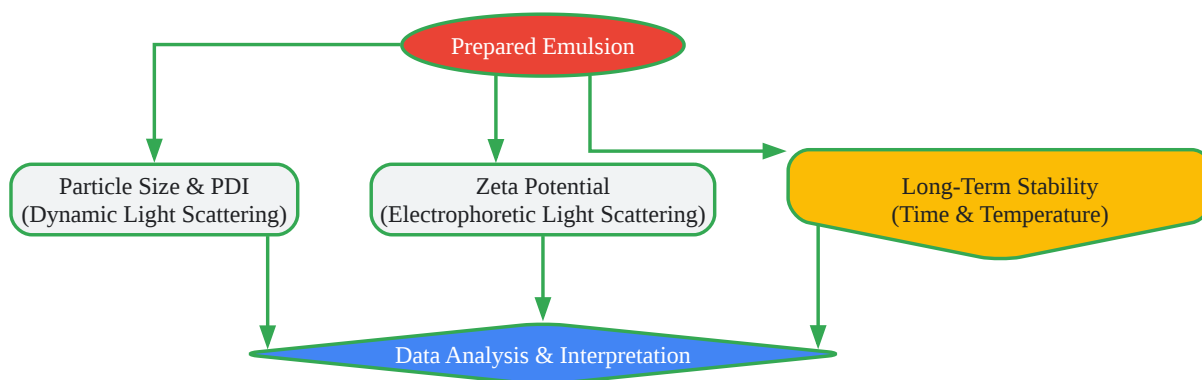 Prepared Emulsion
Particle Size & PDI
(Dynamic Light Scattering)
Zeta Potential
(Electrophoretic Light Scattering)
Long-Term Stability
(Time & Temperature)
Data Analysis & Interpretation